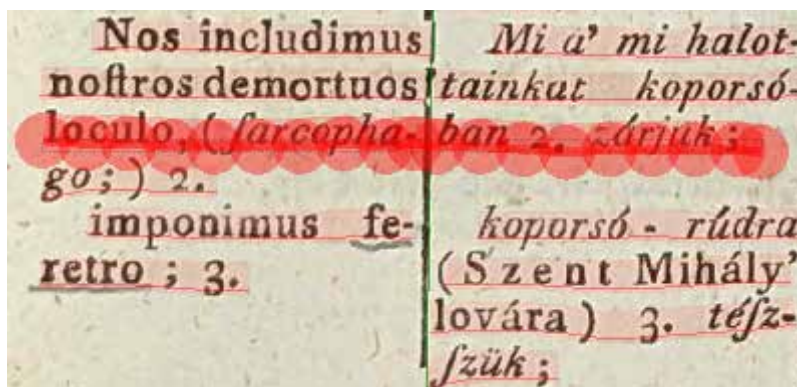 Nos includimus
noſtros demortuos
loculo, (ſarcopha-
go; ) 2.
imponimus fe-
retro ; 3.
Mi a' mi halot-
tainkat koporsó-
ban 2. zárjuk ;
koporsó - rúdra
(Szent Mihály'
lovára) 3. téſz-
ſzük ;